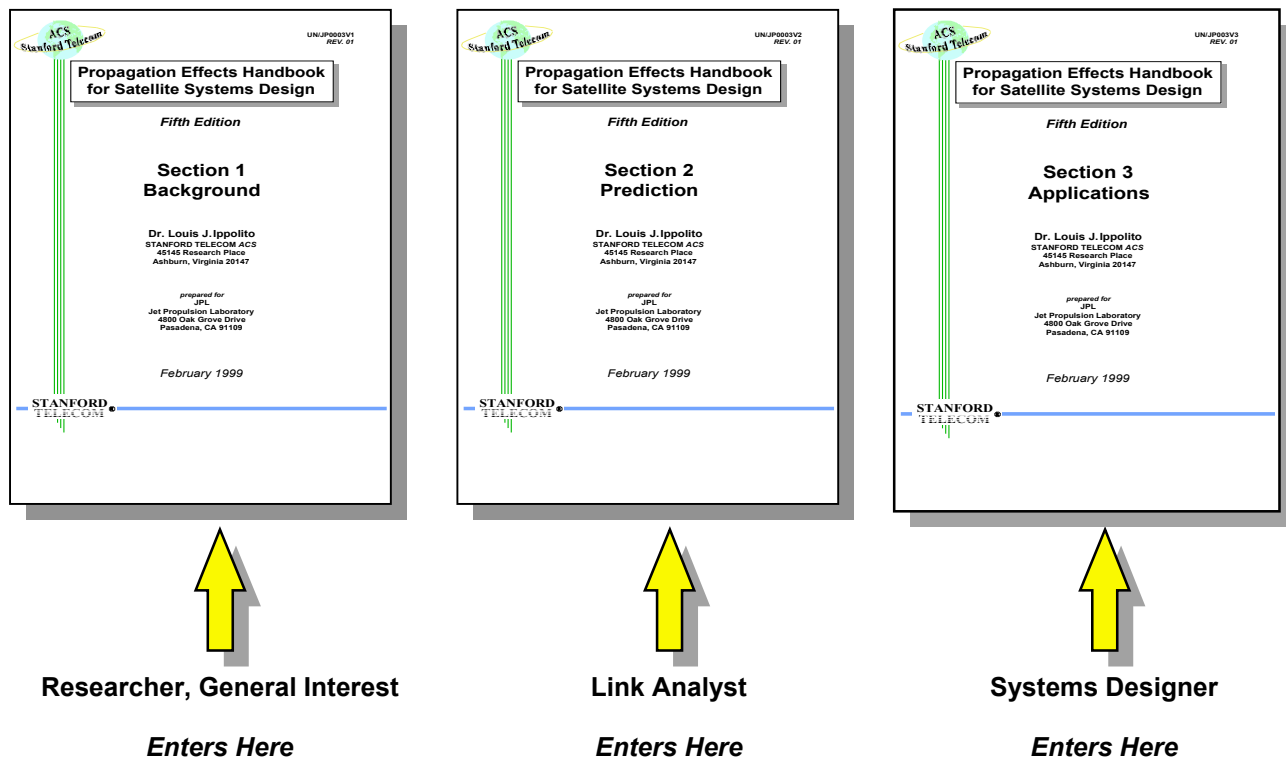 ACS
Stanford Telecom
UN/JP0003V1
REV. 01
Propagation Effects Handbook
for Satellite Systems Design
Fifth Edition
Section 1
Background
Dr. Louis J. Ippolito
STANFORD TELECOM ACS
45145 Research Place
Ashburn, Virginia 20147
prepared for
JPL
Jet Propulsion Laboratory
4800 Oak Grove Drive
Pasadena, CA 91109
February 1999
STANFORD
TELECOM ®
Researcher, General Interest
Enters Here
ACS
Stanford Telecom
UN/JP0003V2
REV. 01
Propagation Effects Handbook
for Satellite Systems Design
Fifth Edition
Section 2
Prediction
Dr. Louis J. Ippolito
STANFORD TELECOM ACS
45145 Research Place
Ashburn, Virginia 20147
prepared for
JPL
Jet Propulsion Laboratory
4800 Oak Grove Drive
Pasadena, CA 91109
February 1999
STANFORD
TELECOM ®
Link Analyst
Enters Here
ACS
Stanford Telecom
UN/JP003V3
REV. 01
Propagation Effects Handbook
for Satellite Systems Design
Fifth Edition
Section 3
Applications
Dr. Louis J. Ippolito
STANFORD TELECOM ACS
45145 Research Place
Ashburn, Virginia 20147
prepared for
JPL
Jet Propulsion Laboratory
4800 Oak Grove Drive
Pasadena, CA 91109
February 1999
STANFORD
TELECOM ®
Systems Designer
Enters Here